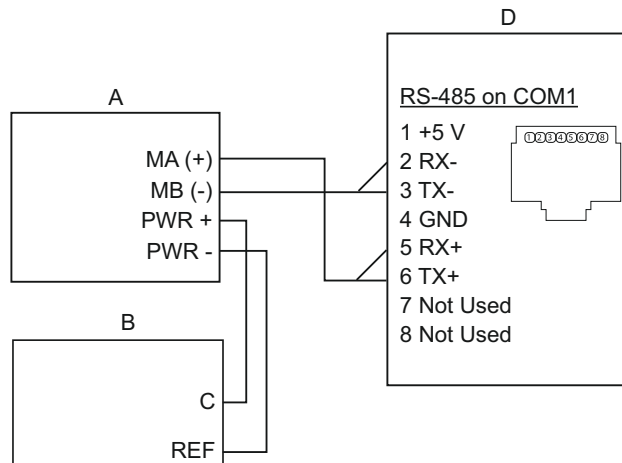 D
RS-485 on COM1
1 +5 V
2 RX-
3 TX-
4 GND
5 RX+
6 TX+
7 Not Used
8 Not Used
①②③④⑤⑥⑦⑧
A
MA (+)
MB (-)
PWR +
PWR -
B
C
REF